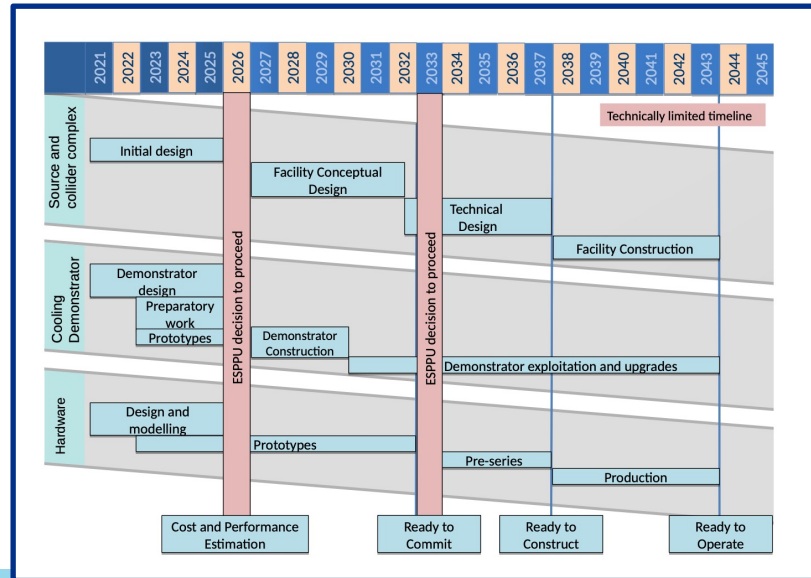 2021 2022 2023 2024 2025 2026 2027 2028 2029 2030 2031 2032 2033 2034 2035 2036 2037 2038 2039 2040 2041 2042 2043 2044 2045
Technically limited timeline
Source and
collider complex
Initial design
Facility Conceptual
Design
Technical
Design
Facility Construction
ESPPU decision to proceed
ESPPU decision to proceed
Cooling
Demonstrator
Demonstrator
design
Preparatory
work
Prototypes
Demonstrator
Construction
Demonstrator exploitation and upgrades
Hardware
Design and
modelling
Prototypes
Pre-series
Production
Cost and Performance
Estimation
Ready to
Commit
Ready to
Construct
Ready to
Operate